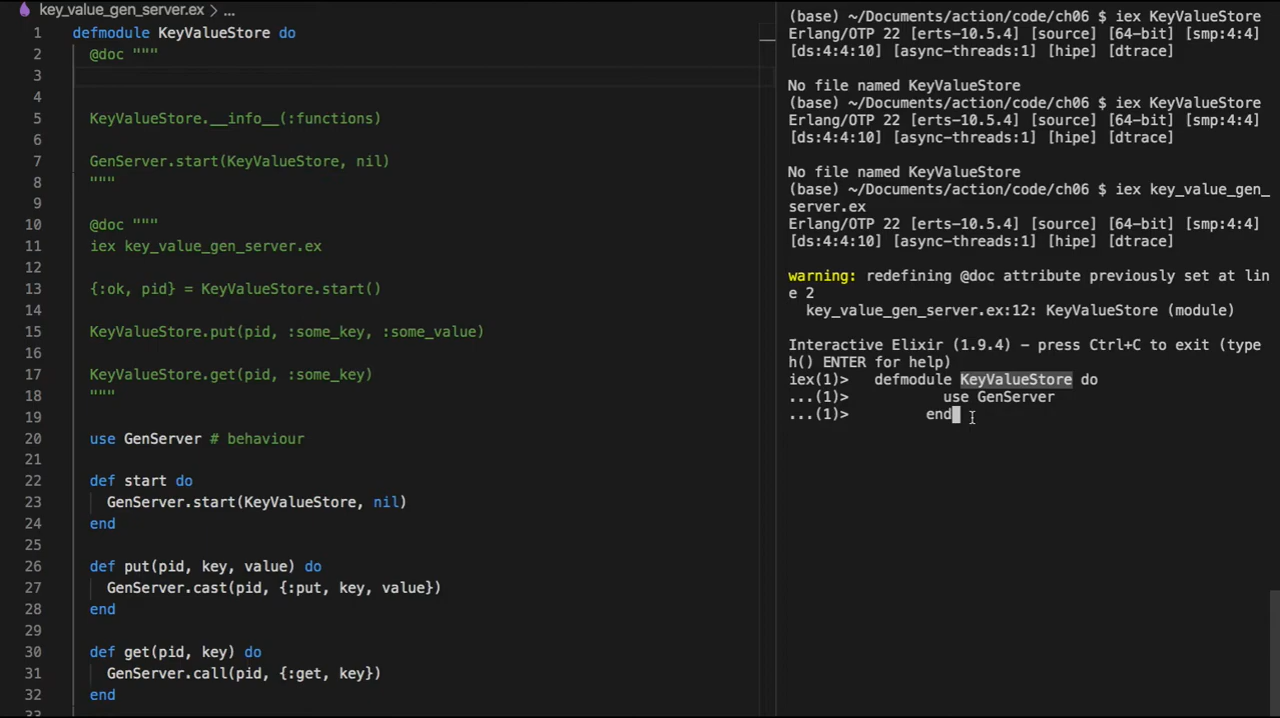 key_value_gen_server.ex > ...
1 defmodule KeyValueStore do
2 @doc """
3
4
5 KeyValueStore.__info__(:functions)
6
7 GenServer.start(KeyValueStore, nil)
8 """
9
10 @doc """
11 iex key_value_gen_server.ex
12
13 {:ok, pid} = KeyValueStore.start()
14
15 KeyValueStore.put(pid, :some_key, :some_value)
16
17 KeyValueStore.get(pid, :some_key)
18 """
19
20 use GenServer # behaviour
21
22 def start do
23 GenServer.start(KeyValueStore, nil)
24 end
25
26 def put(pid, key, value) do
27 GenServer.cast(pid, {:put, key, value})
28 end
29
30 def get(pid, key) do
31 GenServer.call(pid, {:get, key})
32 end
33
(base) ~/Documents/action/code/ch06 $ iex KeyValueStore
Erlang/OTP 22 [erts-10.5.4] [source] [64-bit] [smp:4:4]
[ds:4:4:10] [async-threads:1] [hipe] [dtrace]

No file named KeyValueStore
(base) ~/Documents/action/code/ch06 $ iex KeyValueStore
Erlang/OTP 22 [erts-10.5.4] [source] [64-bit] [smp:4:4]
[ds:4:4:10] [async-threads:1] [hipe] [dtrace]

No file named KeyValueStore
(base) ~/Documents/action/code/ch06 $ iex key_value_gen_
server.ex
Erlang/OTP 22 [erts-10.5.4] [source] [64-bit] [smp:4:4]
[ds:4:4:10] [async-threads:1] [hipe] [dtrace]

warning: redefining @doc attribute previously set at lin
e 2
key_value_gen_server.ex:12: KeyValueStore (module)

Interactive Elixir (1.9.4) - press Ctrl+C to exit (type
h() ENTER for help)
iex(1)> defmodule KeyValueStore do
...(1)> use GenServer
...(1)> end